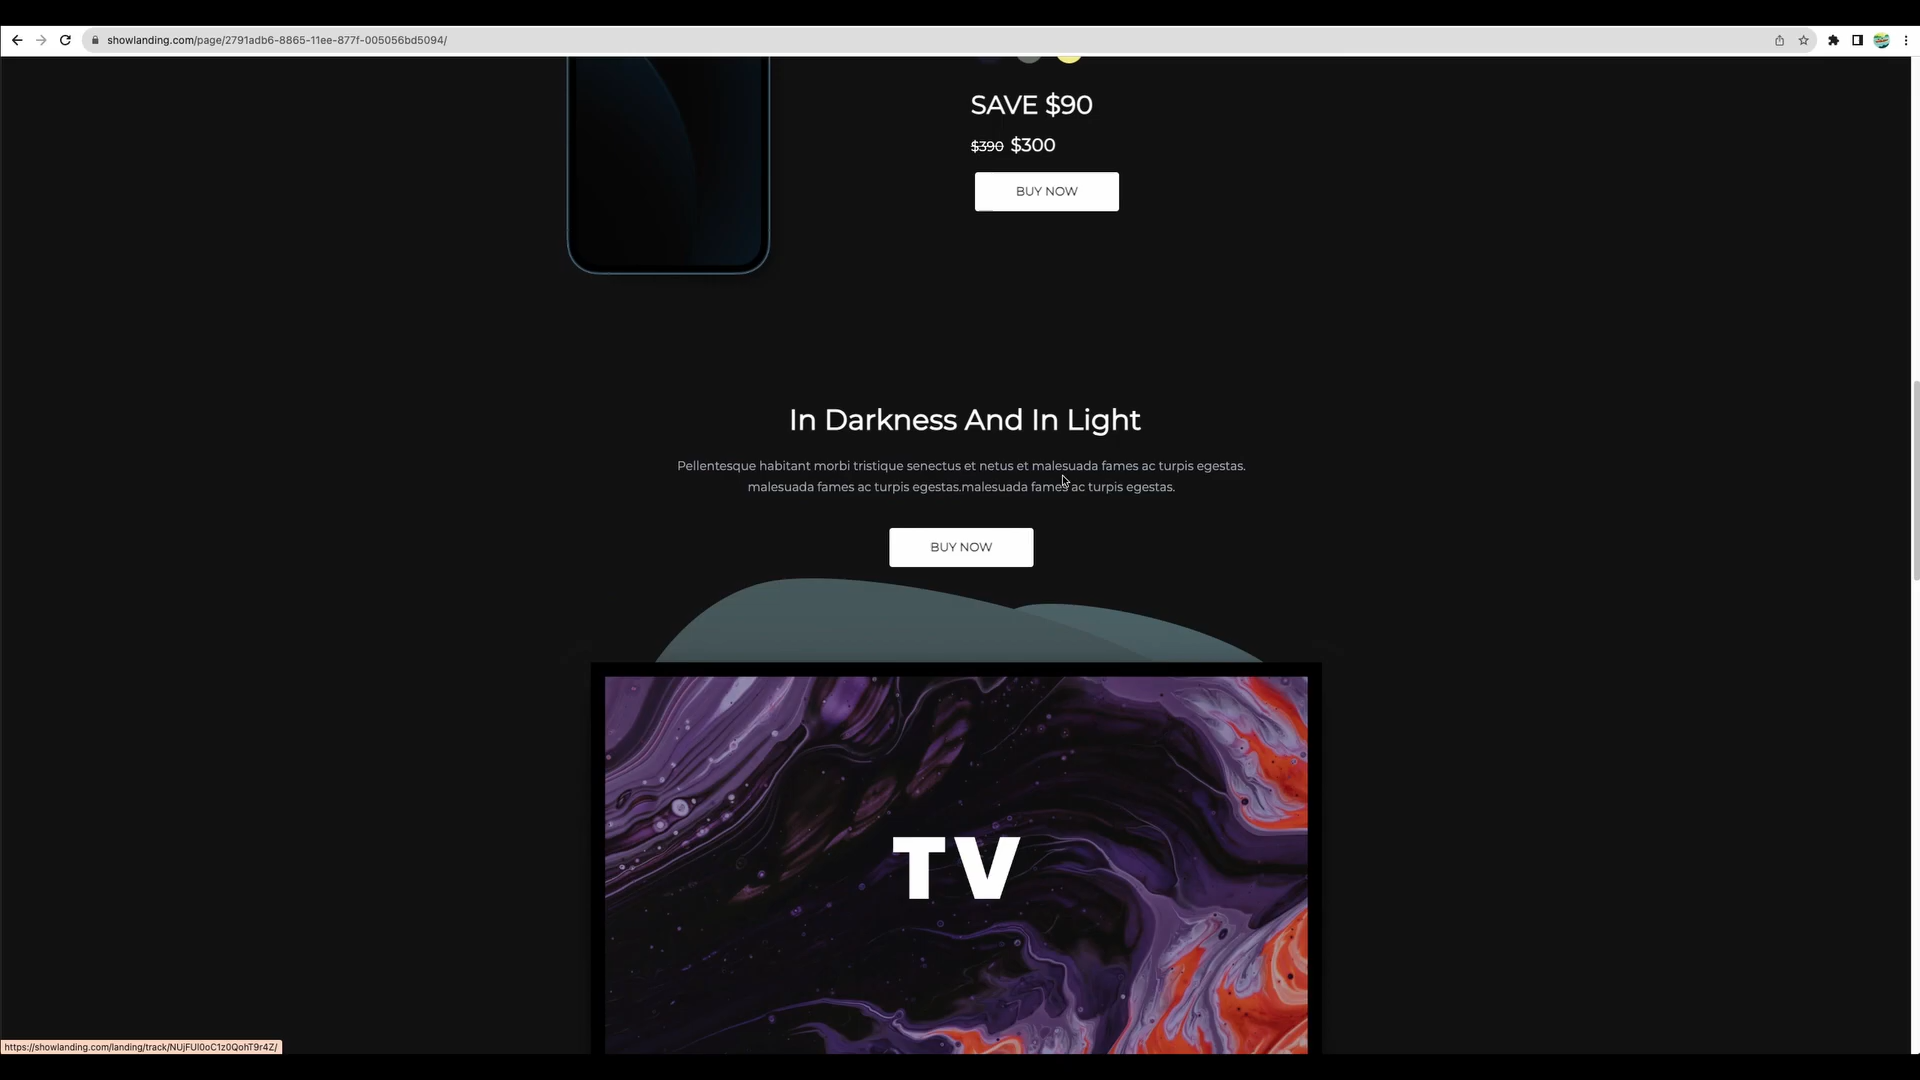 showlanding.com/page/2791adb6-8865-11ee-877f-005056bd5094/
SAVE $90
$390 $300
BUY NOW
In Darkness And In Light
Pellentesque habitant morbi tristique senectus et netus et malesuada fames ac turpis egestas.
malesuada fames ac turpis egestas.malesuada fames ac turpis egestas.
BUY NOW
TV
https://showlanding.com/landing/track/NUjFUI0oC1z0QohT9r4Z/